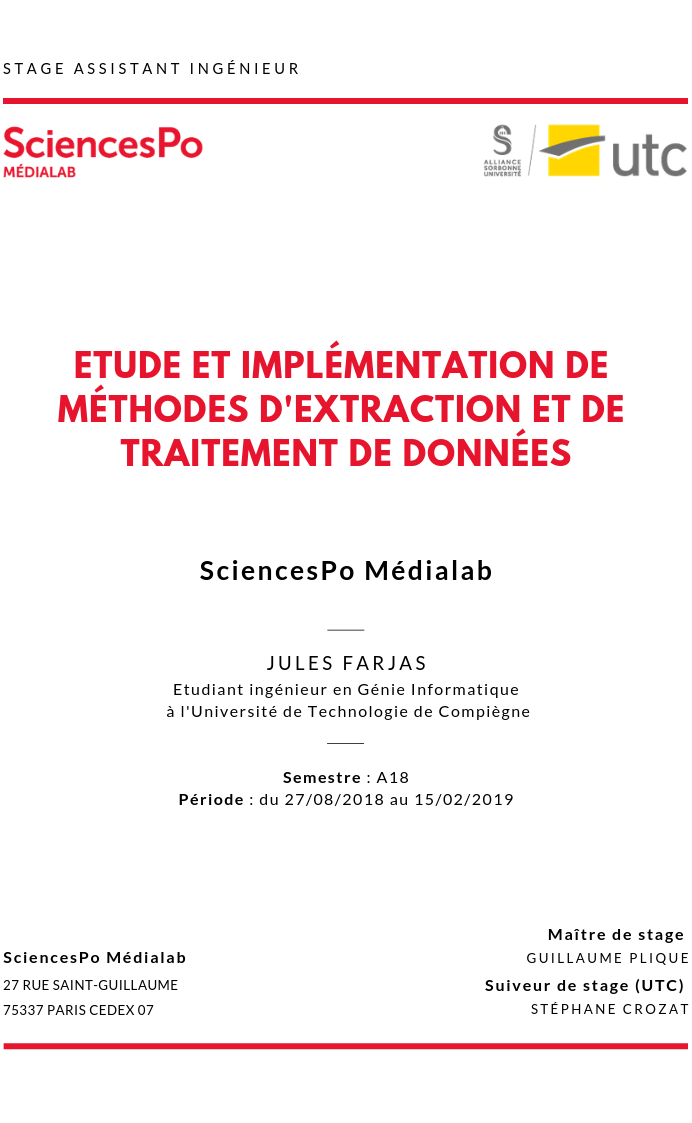 STAGE ASSISTANT INGÉNIEUR
SciencesPo
MÉDIALAB
ALLIANCE
SORBONNE
UNIVERSITÉ
utc
ETUDE ET IMPLÉMENTATION DE
MÉTHODES D'EXTRACTION ET DE
TRAITEMENT DE DONNÉES
SciencesPo Médialab
JULES FARJAS
Etudiant ingénieur en Génie Informatique
à l'Université de Technologie de Compiègne
Semestre : A18
Période : du 27/08/2018 au 15/02/2019
SciencesPo Médialab
27 RUE SAINT-GUILLAUME
75337 PARIS CEDEX 07
Maître de stage
GUILLAUME PLIQUE
Suiveur de stage (UTC)
STÉPHANE CROZAT